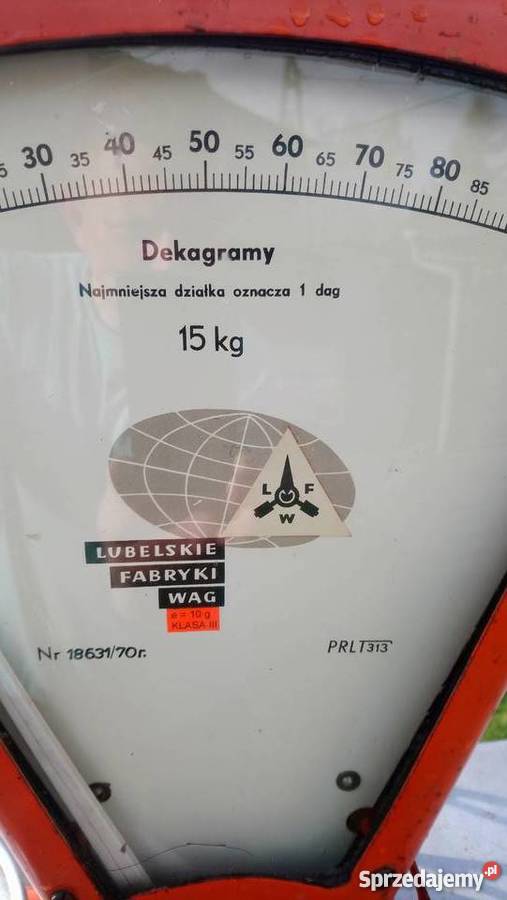 5 30 35 40 45 50 55 60 65 70 75 80 85
Dekagramy
Najmniejsza działka oznacza 1 dag
15 kg
L F
W
LUBELSKIE
FABRYKI
WAG
e = 10 g
KLASA III
Nr 18631/70r.
PRLT313
Sprzedajemy.pl